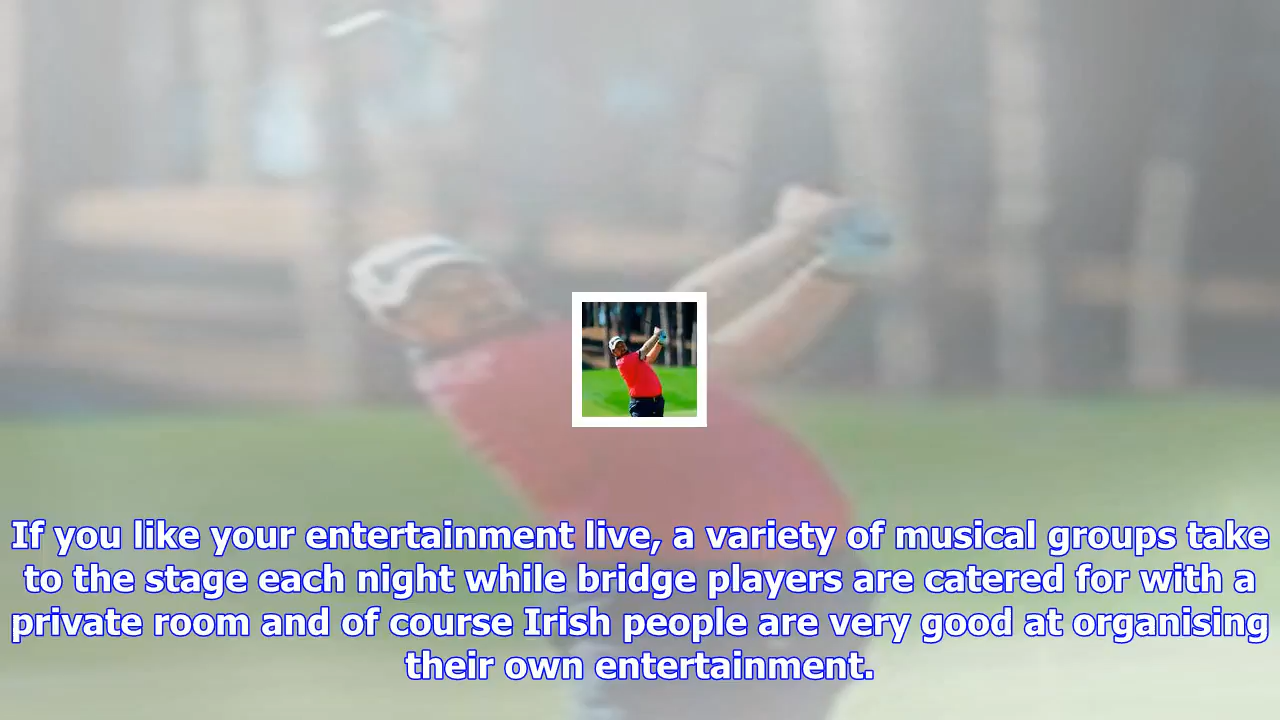 If you like your entertainment live, a variety of musical groups take
to the stage each night while bridge players are catered for with a
private room and of course Irish people are very good at organising
their own entertainment.